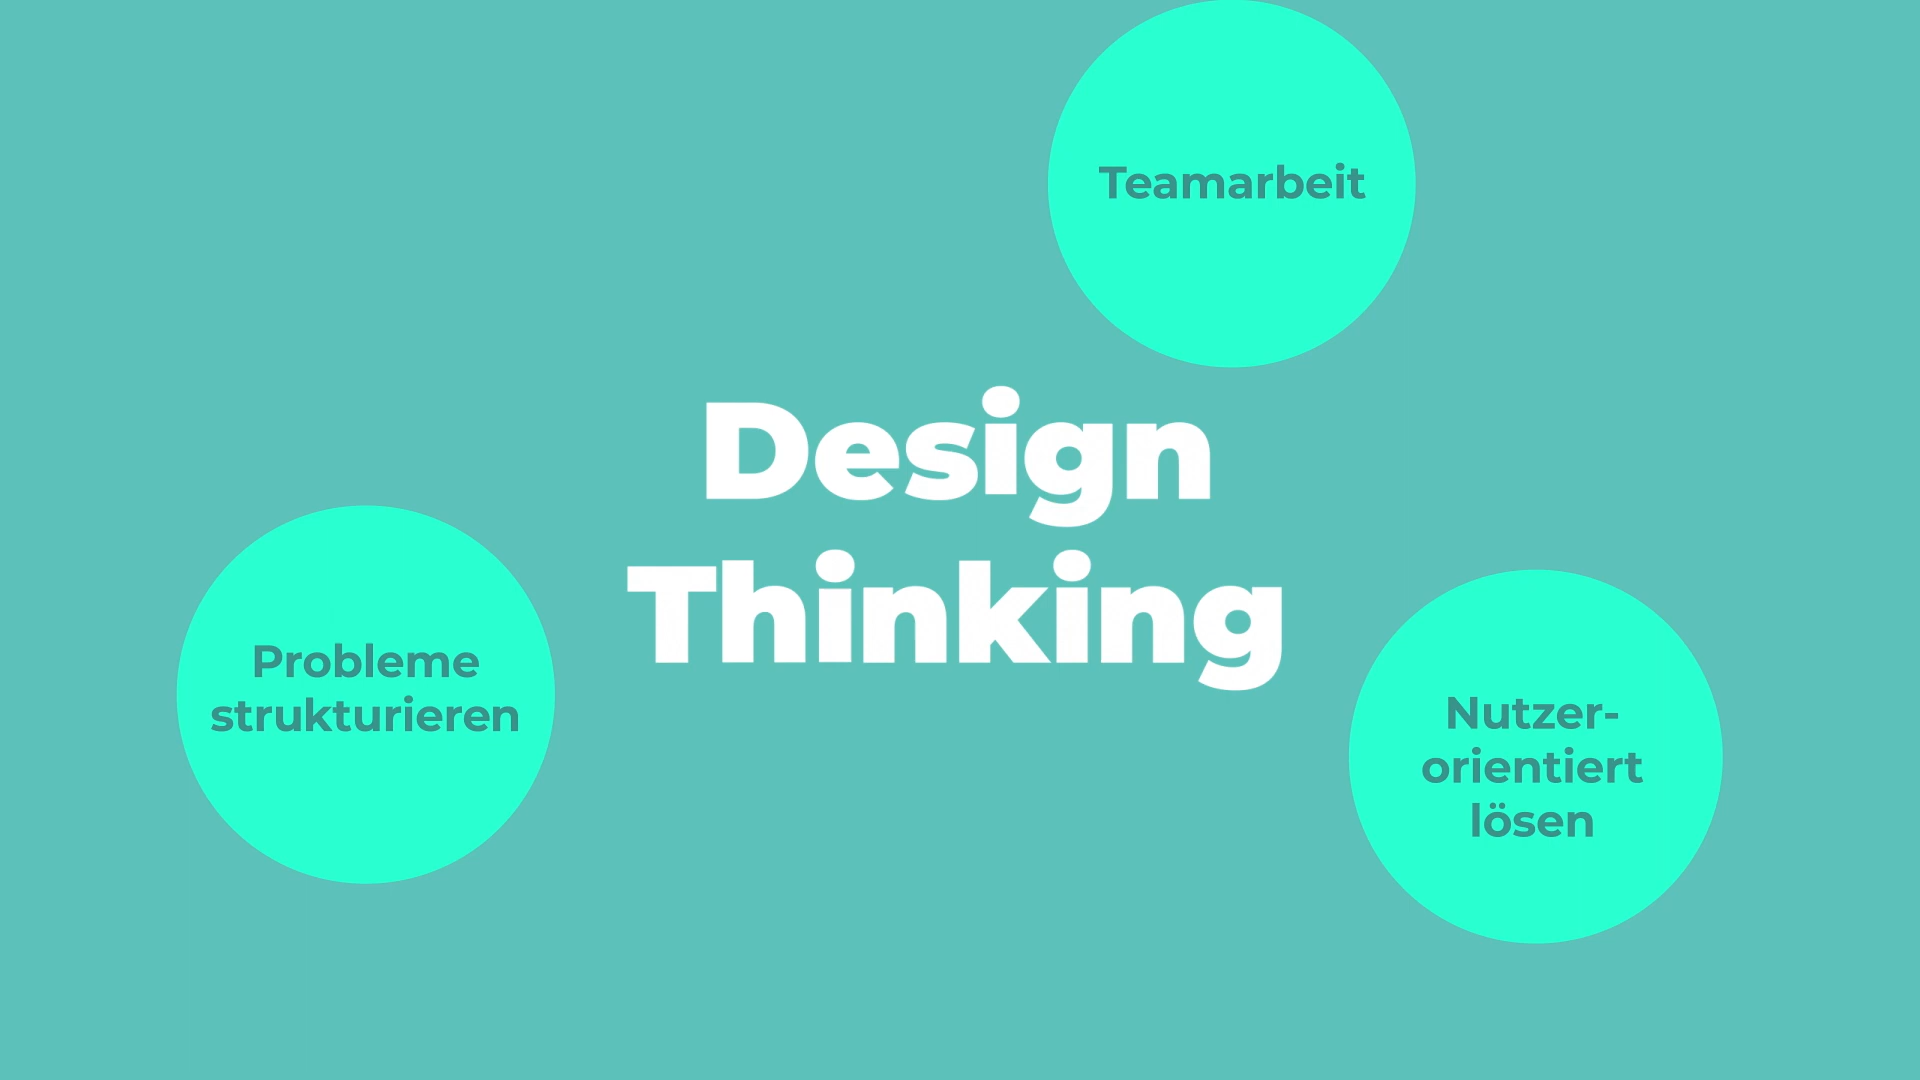 Teamarbeit
Design
Thinking
Probleme
strukturieren
Nutzer-
orientiert
lösen